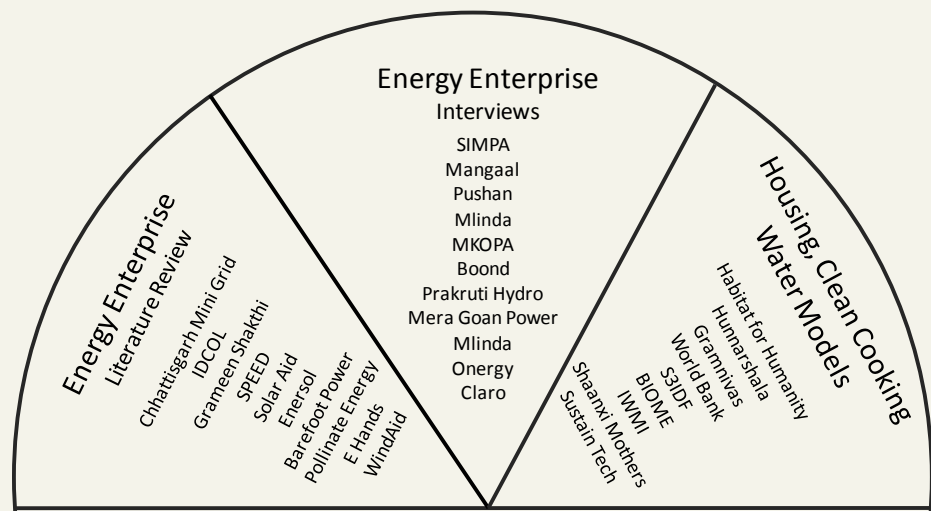 Energy Enterprise
Literature Review
Chhattisgarh Mini Grid
IDCOL
Grameen Shakthi
SPEED
Solar Aid
Enersol
Barefoot Power
Pollinate Energy
E Hands
WindAid
Energy Enterprise
Interviews
SIMPA
Mangaal
Pushan
Mlinda
MKOPA
Boond
Prakruti Hydro
Mera Goan Power
Mlinda
Onergy
Claro
Housing, Clean Cooking
Water Models
Habitat for Humanity
Hunnarshala
Gramnivas
World Bank
S3IDF
BIOME
IWMI
Shaanxi Mothers
Sustain Tech